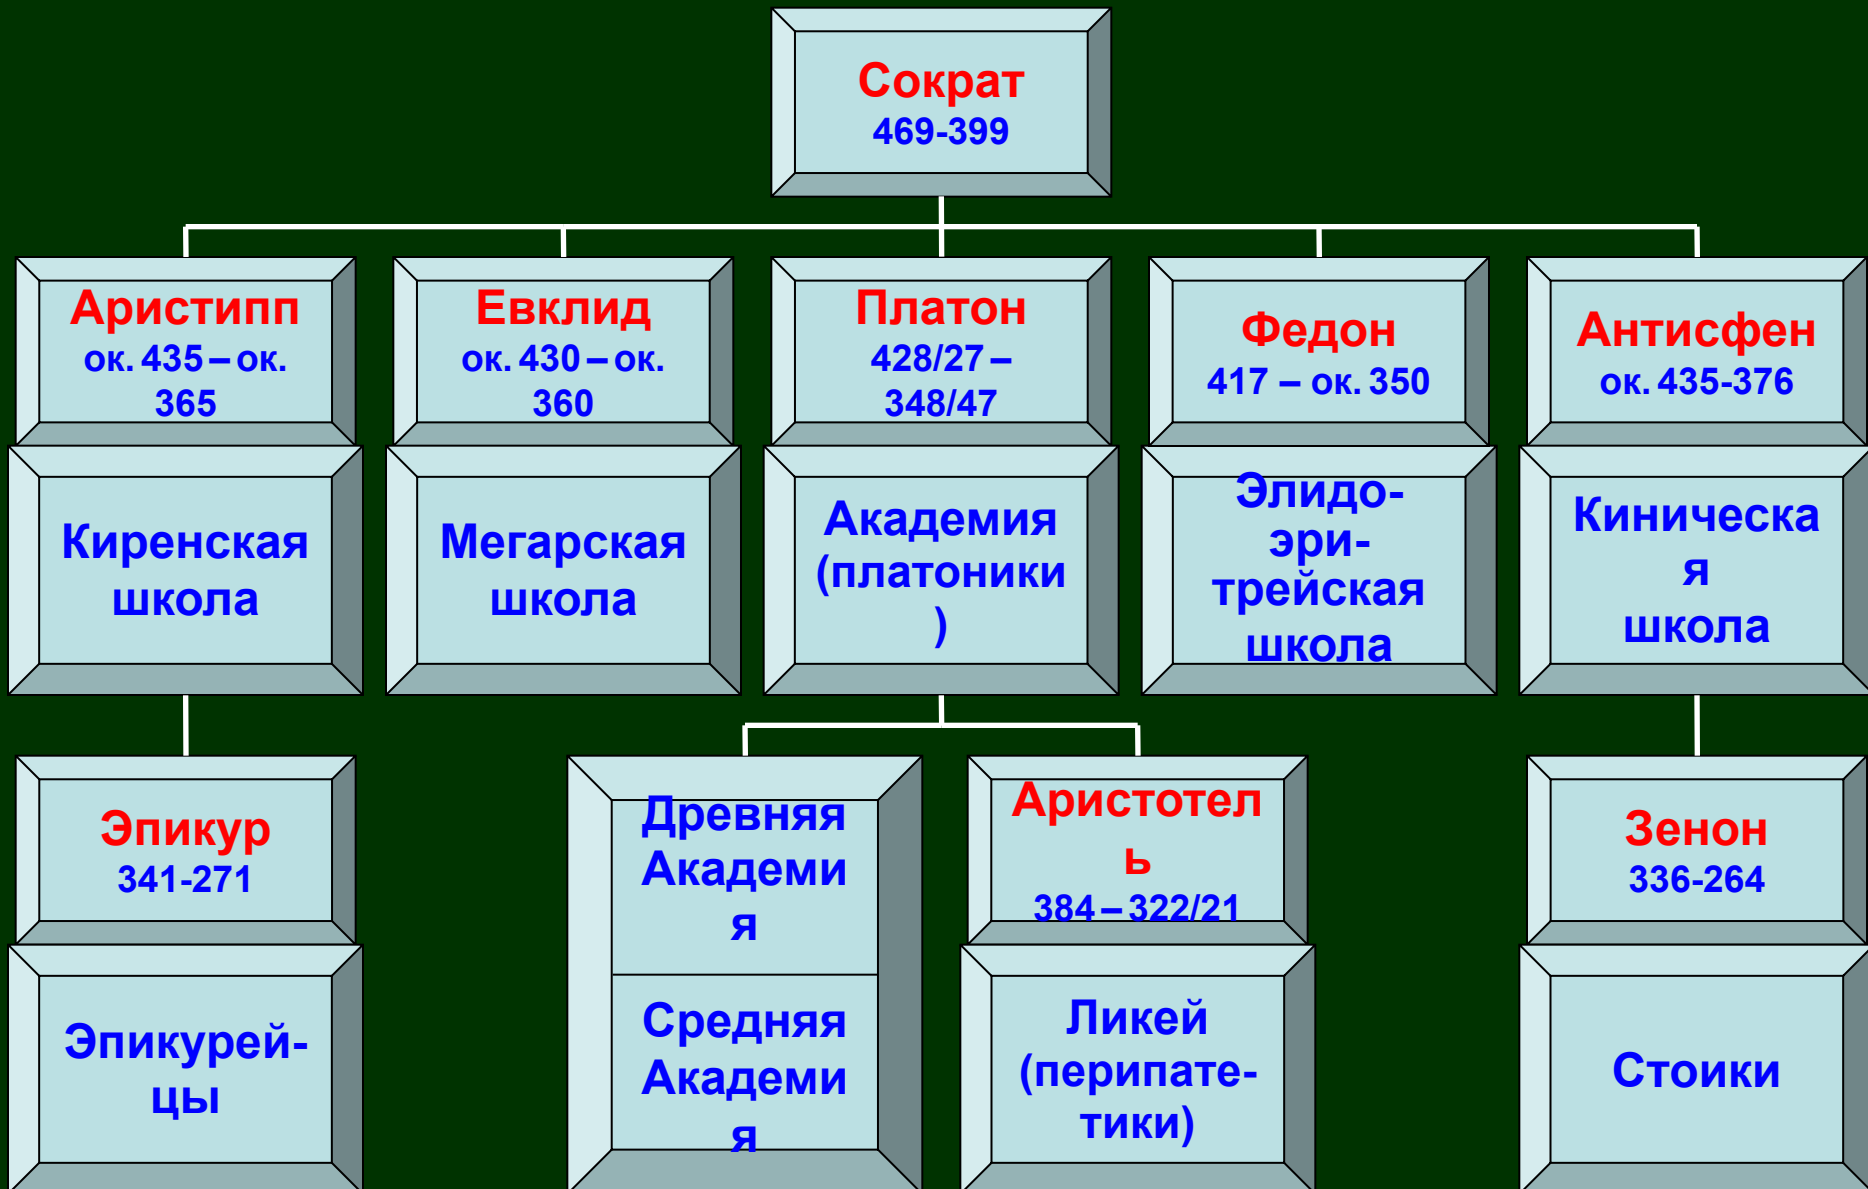 Сократ
469-399
Аристипп
ок. 435 – ок.
365
Евклид
ок. 430 – ок.
360
Платон
428/27 –
348/47
Федон
417 – ок. 350
Антисфен
ок. 435-376
Киренская
школа
Мегарская
школа
Академия
(платоники
)
Элидо-
эри-
трейская
школа
Киническа
я
школа
Эпикур
341-271
Древняя
Академи
я
Средняя
Академи
я
Аристотел
ь
384 – 322/21
Зенон
336-264
Эпикурей-
цы
Ликей
(перипате-
тики)
Стоики